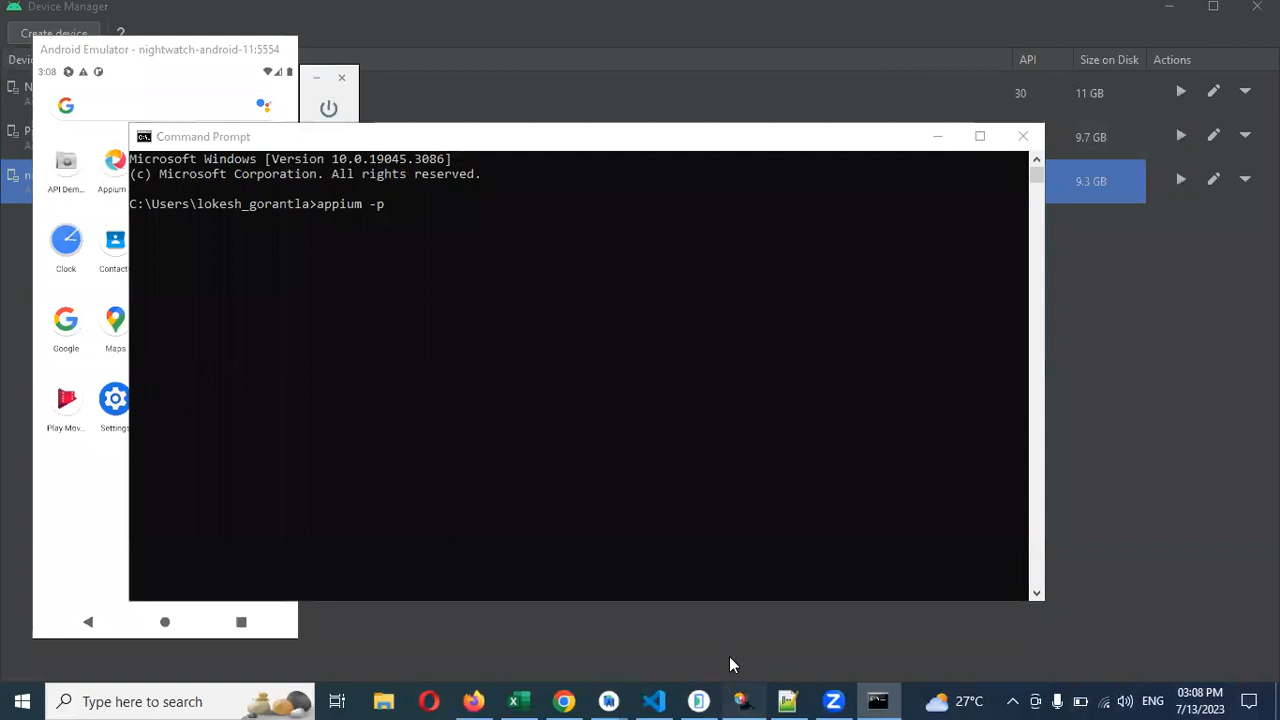 Device Manager
Create device
?
Devi
API
Size on Disk
Actions
Android Emulator - nightwatch-android-11:5554
3:08
30
11 GB
9.7 GB
9.3 GB
G
Command Prompt
Microsoft Windows [Version 10.0.19045.3086]
(c) Microsoft Corporation. All rights reserved.
C:\Users\lokesh_gorantla>appium -p
API Dem...
Appium
Clock
Contact
Google
Maps
Play Mov...
Settings
Type here to search
27°C
ENG
03:08 PM
7/13/2023